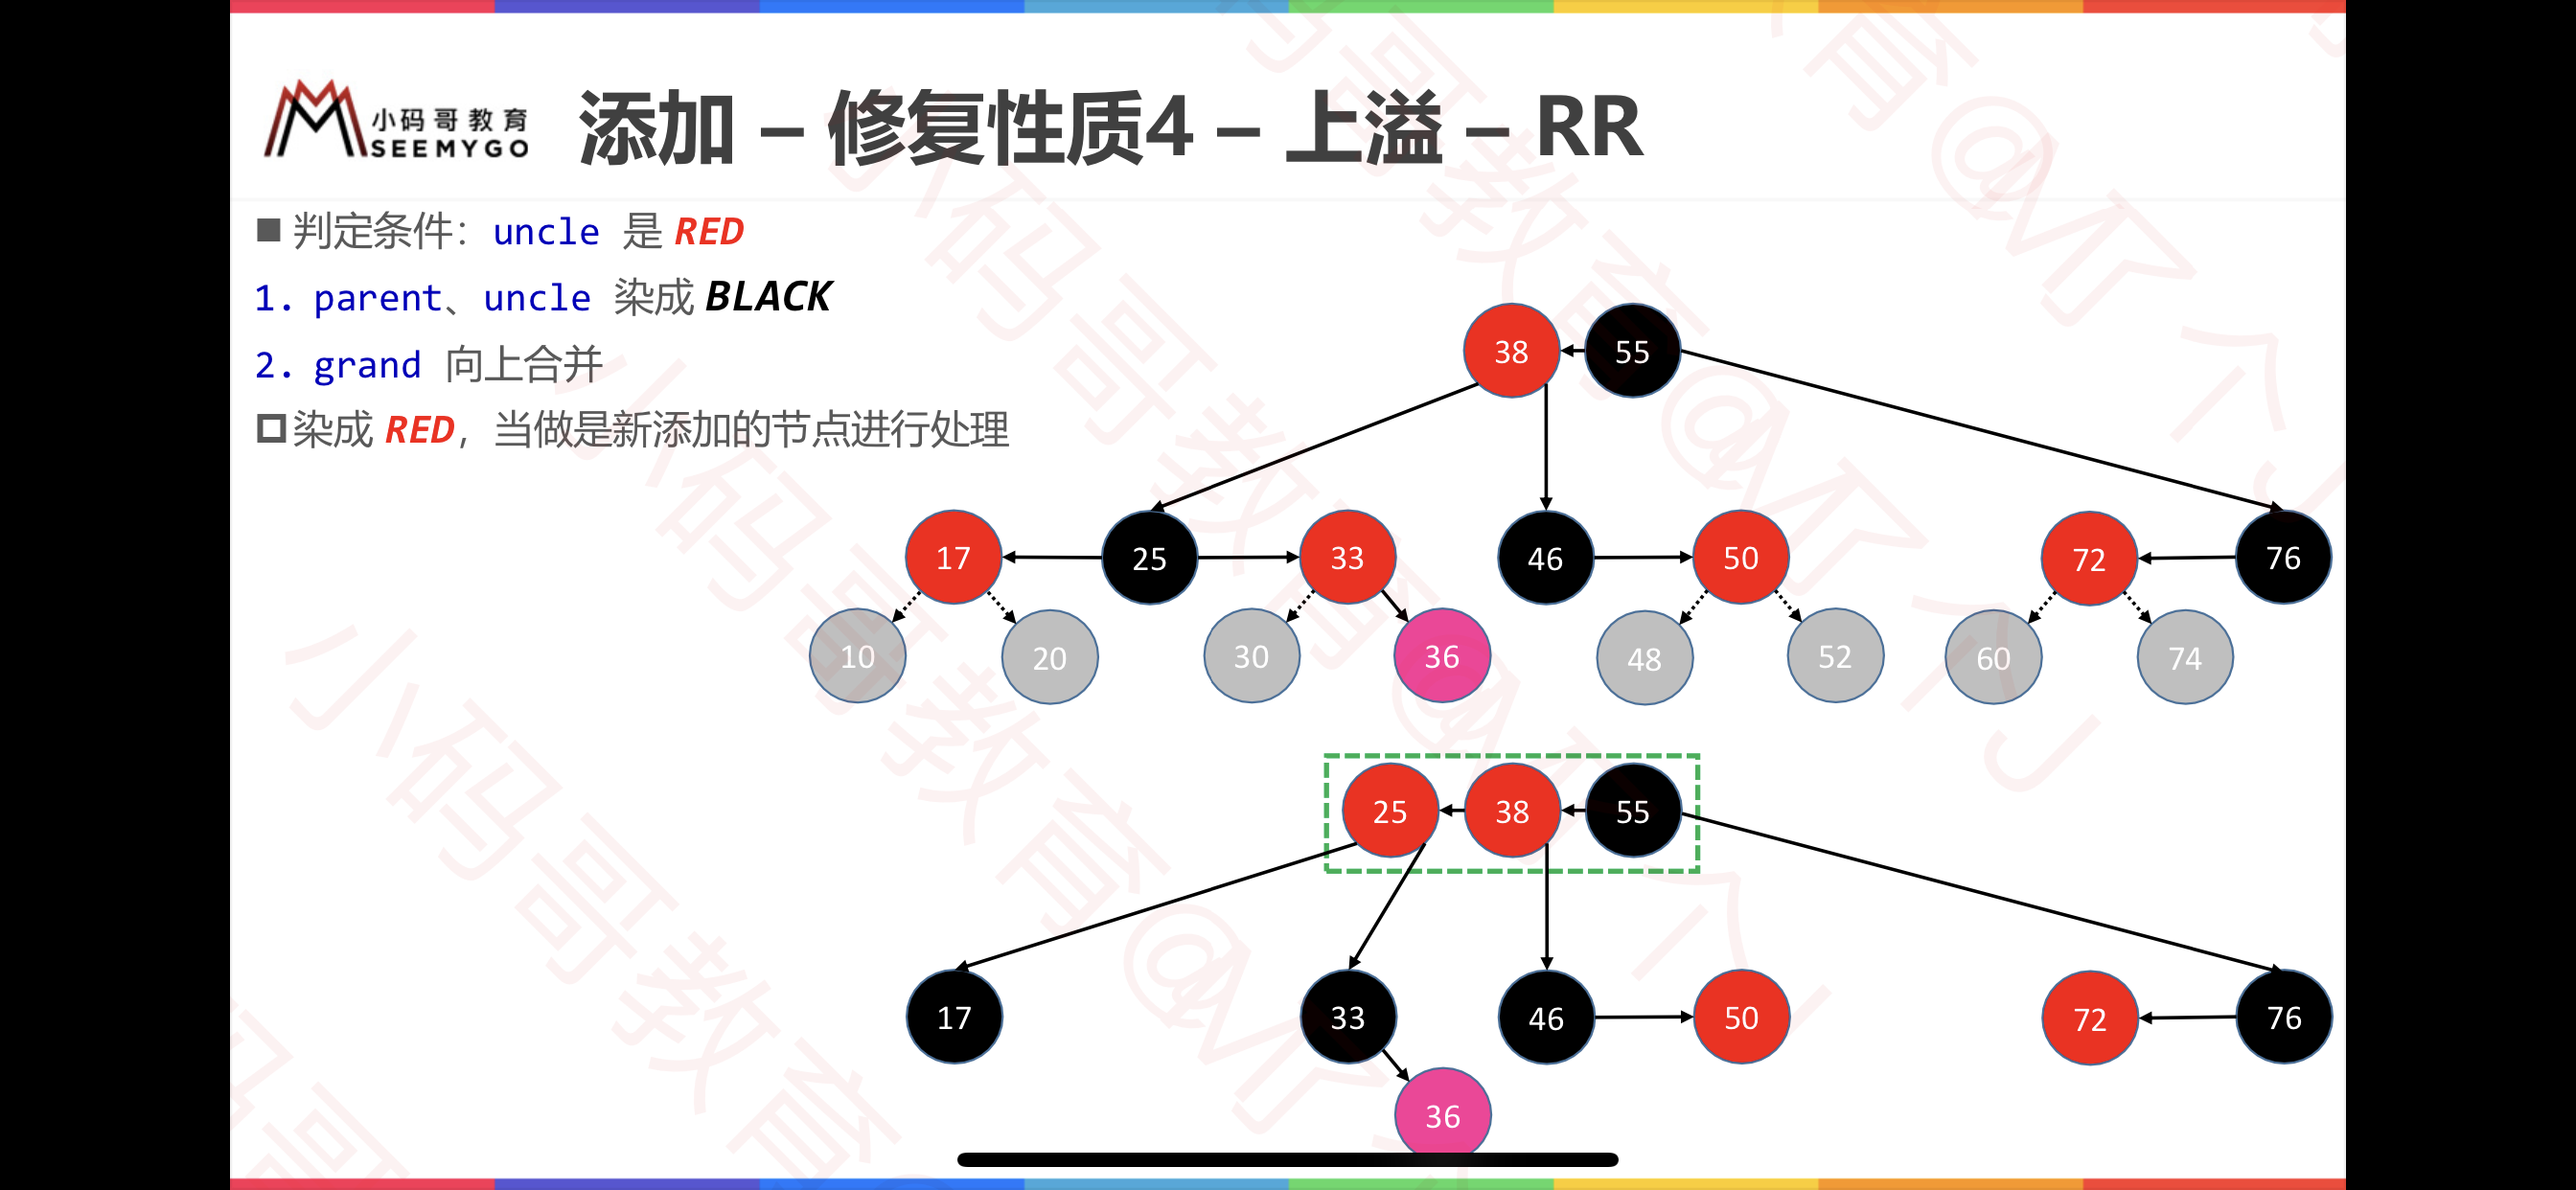 小码哥教育
SEEMYGO
添加 – 修复性质4 – 上溢 – RR
■ 判定条件：uncle 是 RED
1. parent、uncle 染成 BLACK
2. grand 向上合并
□ 染成 RED，当做是新添加的节点进行处理
38 55
17 25 33 46 50 72 76
10 20 30 36 48 52 60 74
25 38 55
17 33 46 50 72 76
36